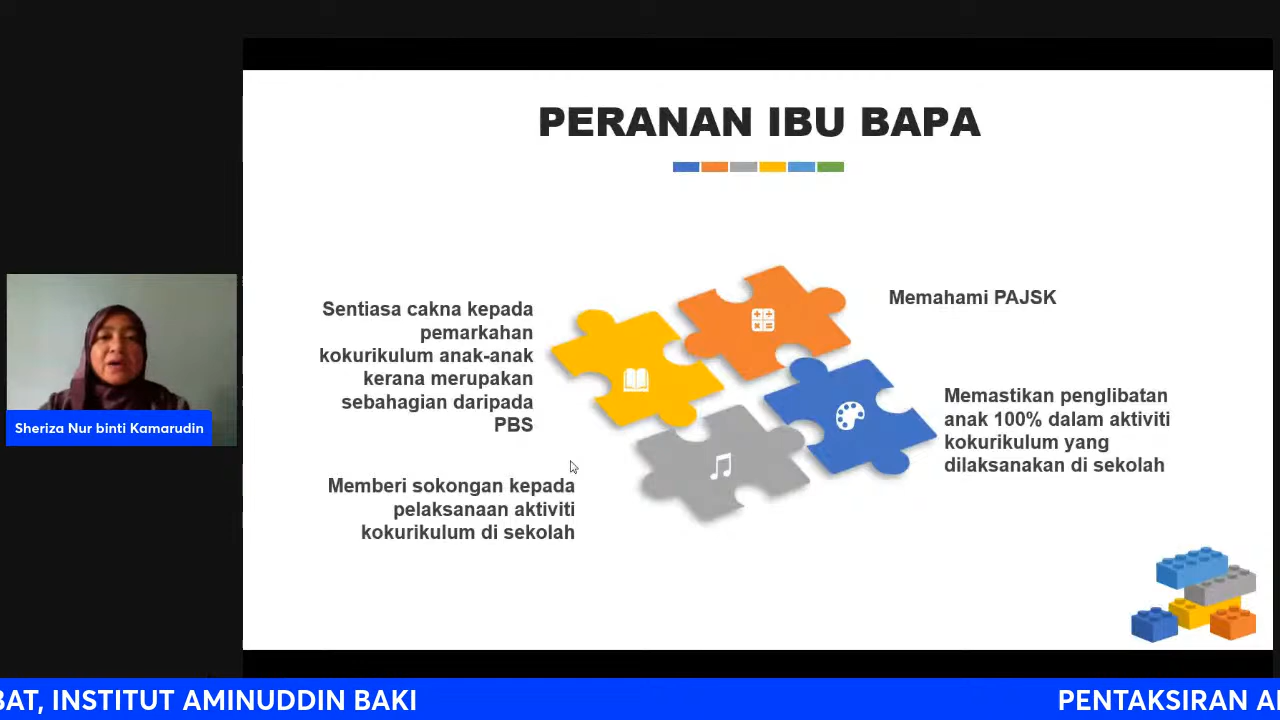 PERANAN IBU BAPA
Sentiasa cakna kepada
pemarkahan
kokurikulum anak-anak
kerana merupakan
sebahagian daripada
PBS
Memahami PAJSK
Memastikan penglibatan
anak 100% dalam aktiviti
kokurikulum yang
dilaksanakan di sekolah
Memberi sokongan kepada
pelaksanaan aktiviti
kokurikulum di sekolah
Sheriza Nur binti Kamarudin
BAT, INSTITUT AMINUDDIN BAKI
PENTAKSIRAN